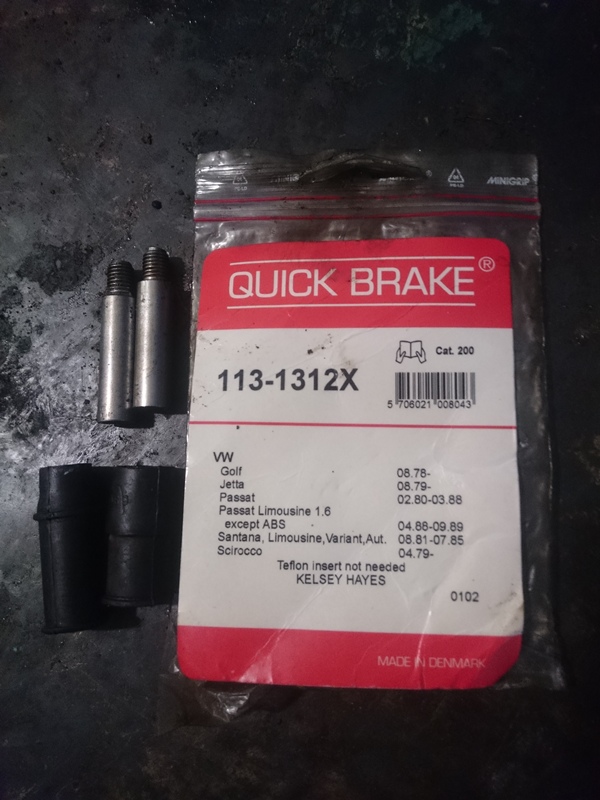 MINIGRIP
QUICK BRAKE®
Cat. 200
113-1312X
5 706021 008043
VW
Golf 08.78-
Jetta 08.79-
Passat 02.80-03.88
Passat Limousine 1.6
except ABS 04.88-09.89
Santana, Limousine,Variant,Aut. 08.81-07.85
Scirocco 04.79-
Teflon insert not needed
KELSEY HAYES
0102
MADE IN DENMARK